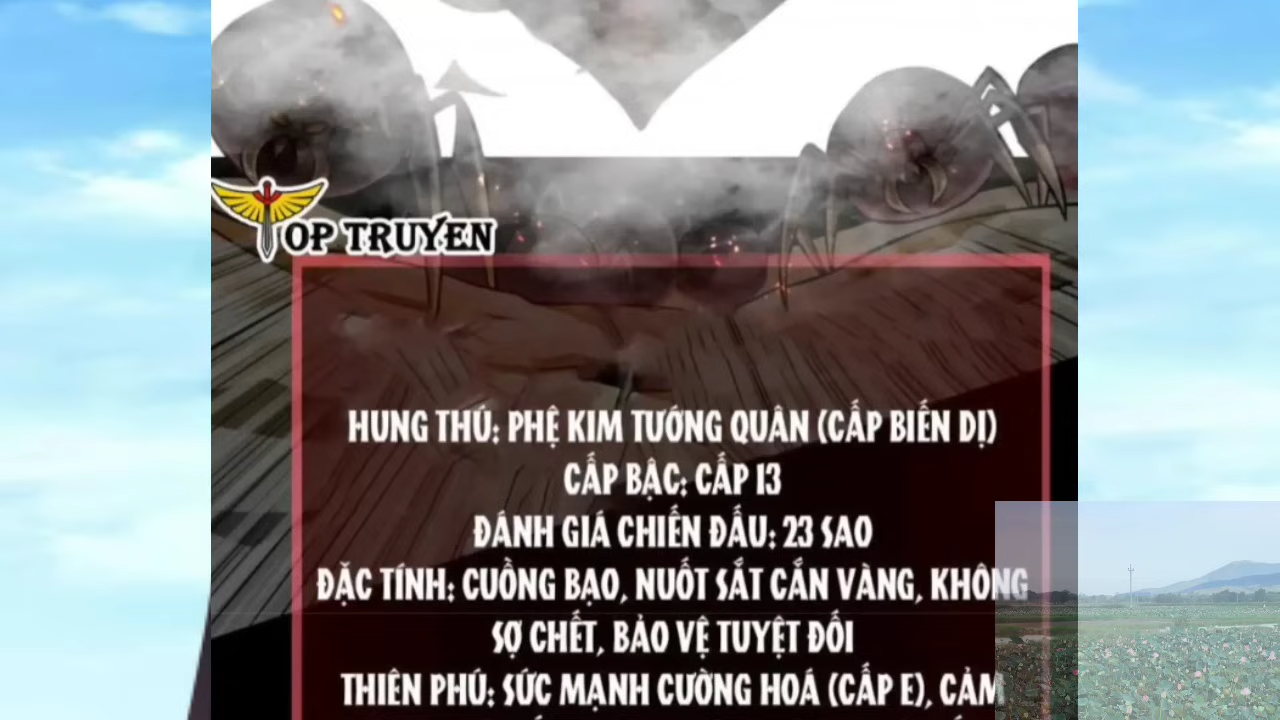 TOP TRUYEN
HUNG THÚ: PHỆ KIM TƯỚNG QUÂN (CẤP BIẾN DỊ)
CẤP BẬC: CẤP 13
ĐÁNH GIÁ CHIẾN ĐẤU: 23 SAO
ĐẶC TÍNH: CUỒNG BẠO, NUỐT SẮT CẮN VÀNG, KHÔNG
SỢ CHẾT, BẢO VỆ TUYỆT ĐỐI
THIÊN PHÚ: SỨC MẠNH CƯỜNG HOÁ (CẤP E), CẢM